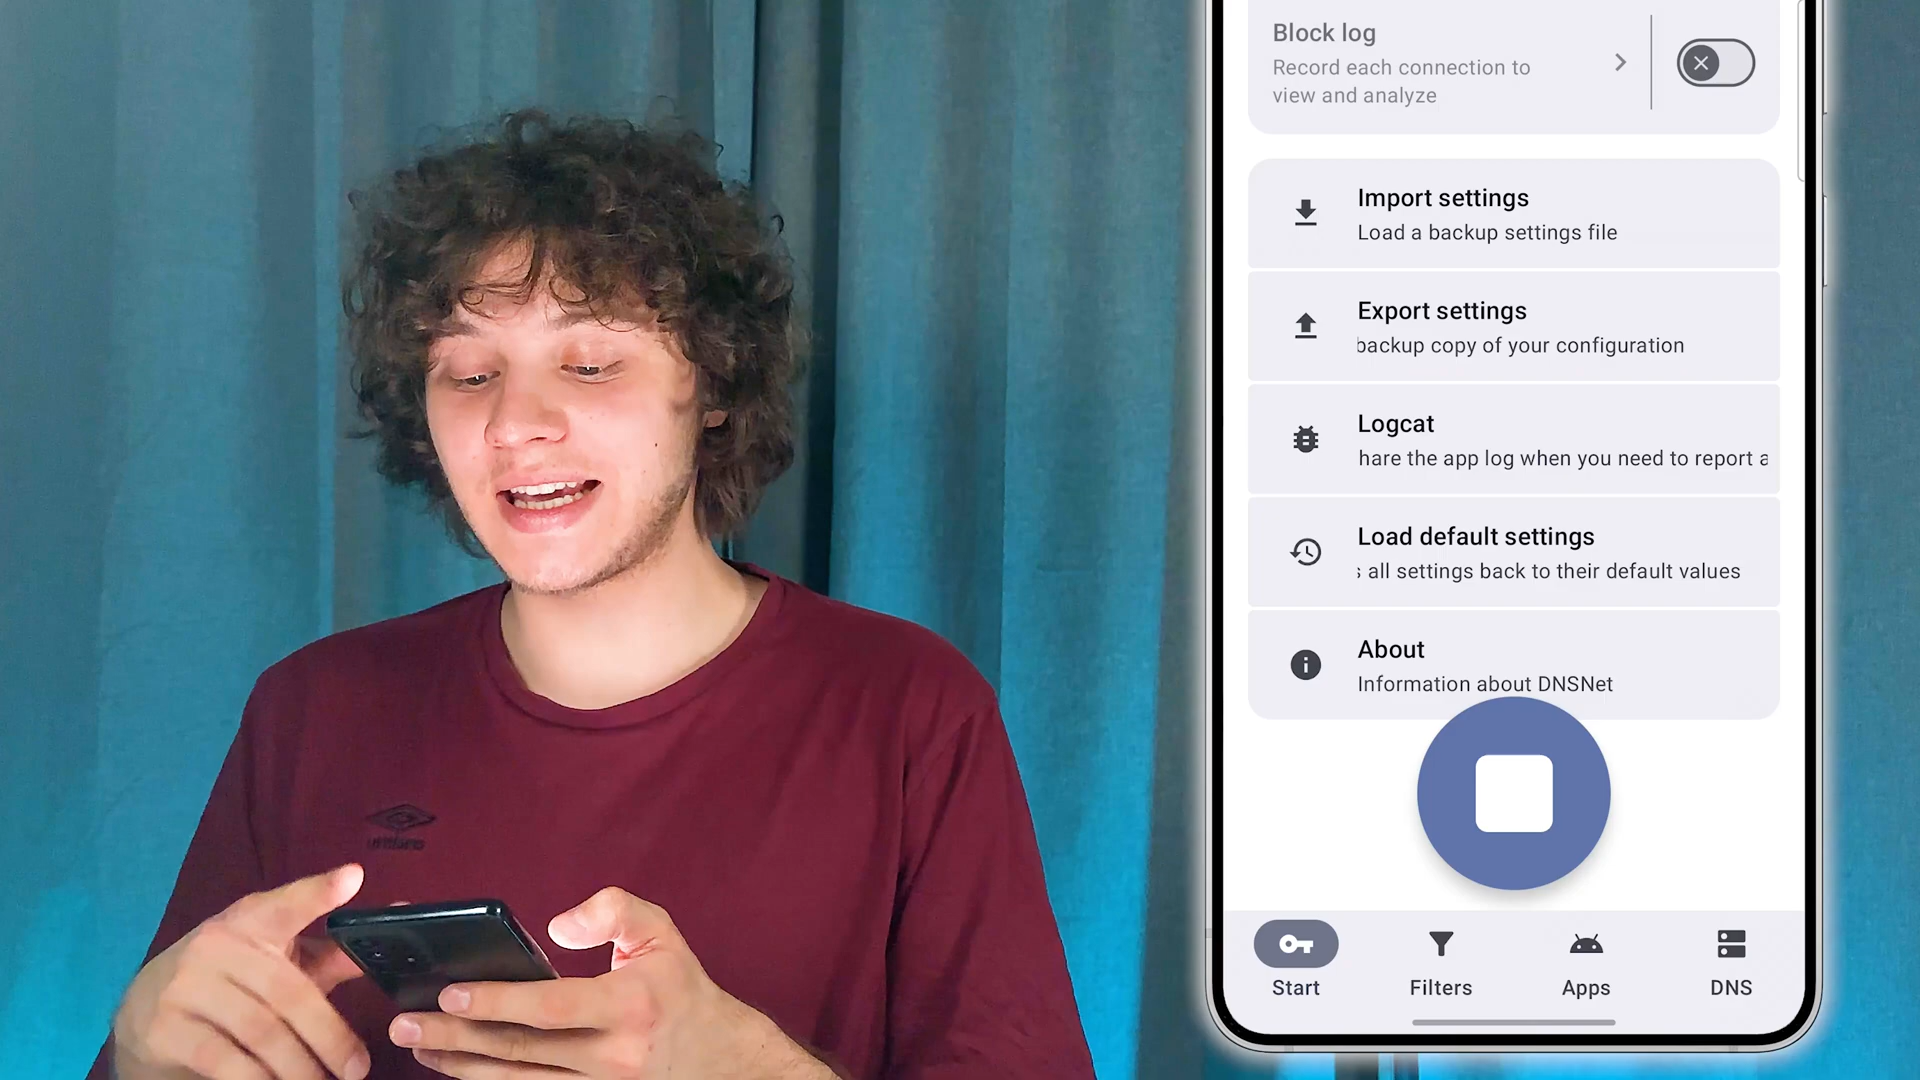 Block log
Record each connection to
view and analyze
Import settings
Load a backup settings file
Export settings
backup copy of your configuration
Logcat
hare the app log when you need to report a
Load default settings
s all settings back to their default values
About
Information about DNSNet
Start
Filters
Apps
DNS